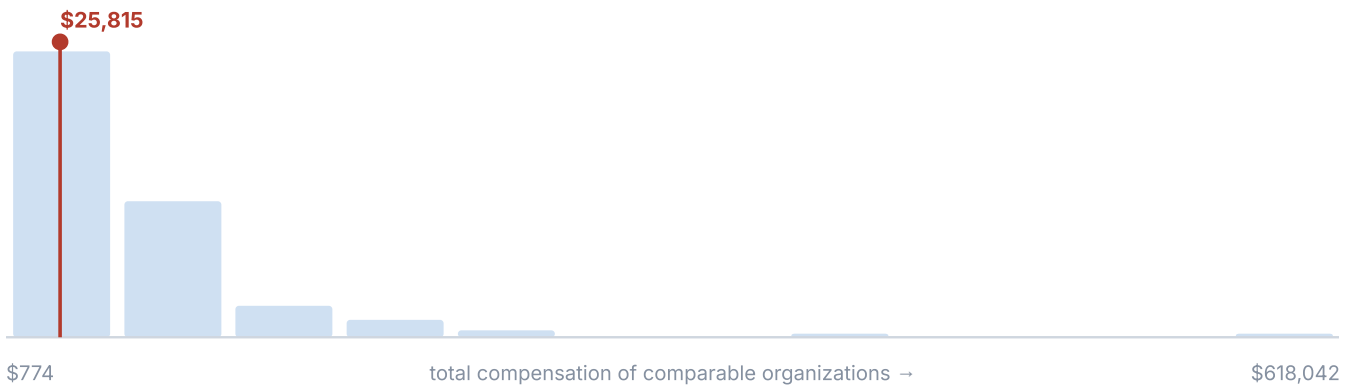 $25,815
$774 total compensation of comparable organizations → $618,042